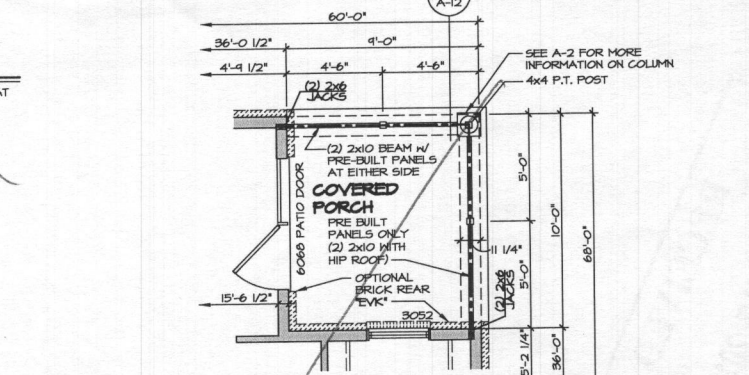 A-12
60'-0"
36'-0 1/2"
9'-0"
4'-9 1/2"
4'-6"
4'-6"
SEE A-2 FOR MORE
INFORMATION ON COLUMN
4x4 P.T. POST
AT
(2) 2x6
JACKS
(2) 2x10 BEAM w/
PRE-BUILT PANELS
AT EITHER SIDE
COVERED
PORCH
PRE BUILT
PANELS ONLY
(2) 2x10 WITH
HIP ROOF)
6068 PATIO DOOR
OPTIONAL
BRICK REAR
"EVK"
3052
15'-6 1/2"
11 1/4"
(2) 2x6
JACKS
5'-0"
5'-0"
10'-0"
68'-0"
5'-2 1/4"
36'-0"